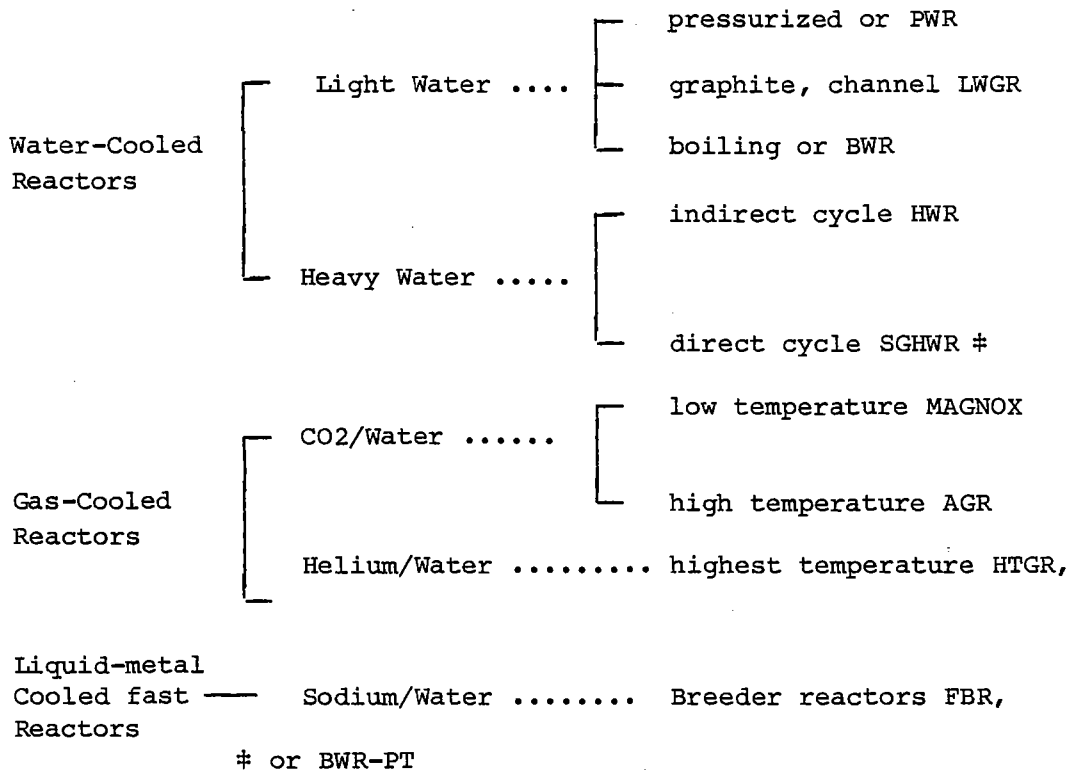 pressurized or PWR
Light Water .... graphite, channel LWGR
Water-Cooled
Reactors
boiling or BWR
indirect cycle HWR
Heavy Water .....
direct cycle SGHWR ‡
low temperature MAGNOX
CO2/Water ......
Gas-Cooled
Reactors
high temperature AGR
Helium/Water ......... highest temperature HTGR,
Liquid-metal
Cooled fast
Reactors
Sodium/Water ........ Breeder reactors FBR,
‡ or BWR-PT